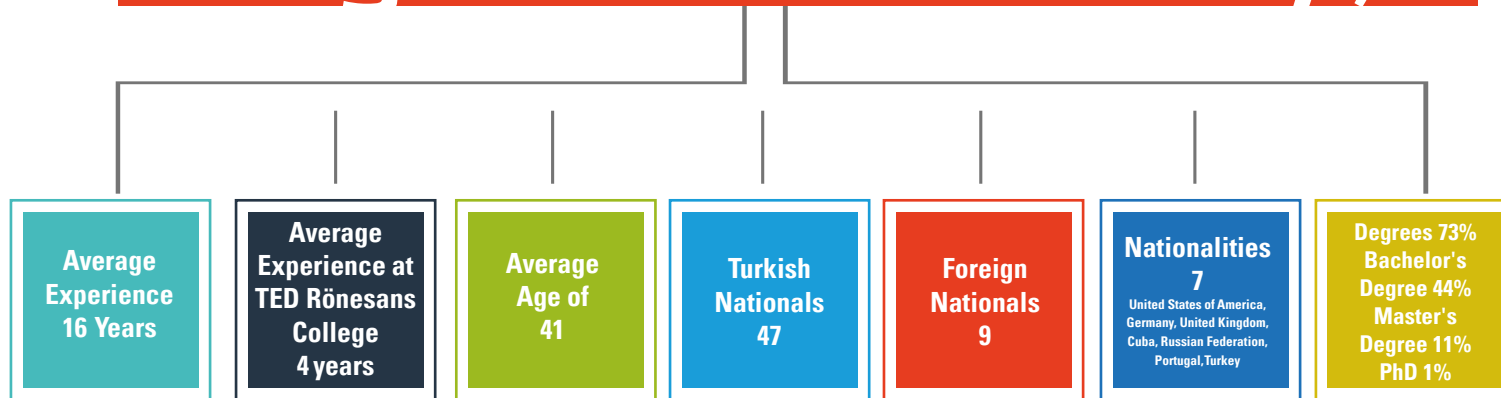 Average
Experience
16 Years
Average
Experience at
TED Rönesans
College
4 years
Average
Age of
41
Turkish
Nationals
47
Foreign
Nationals
9
Nationalities
7
United States of America,
Germany, United Kingdom,
Cuba, Russian Federation,
Portugal,Turkey
Degrees 73%
Bachelor's
Degree 44%
Master's
Degree 11%
PhD 1%